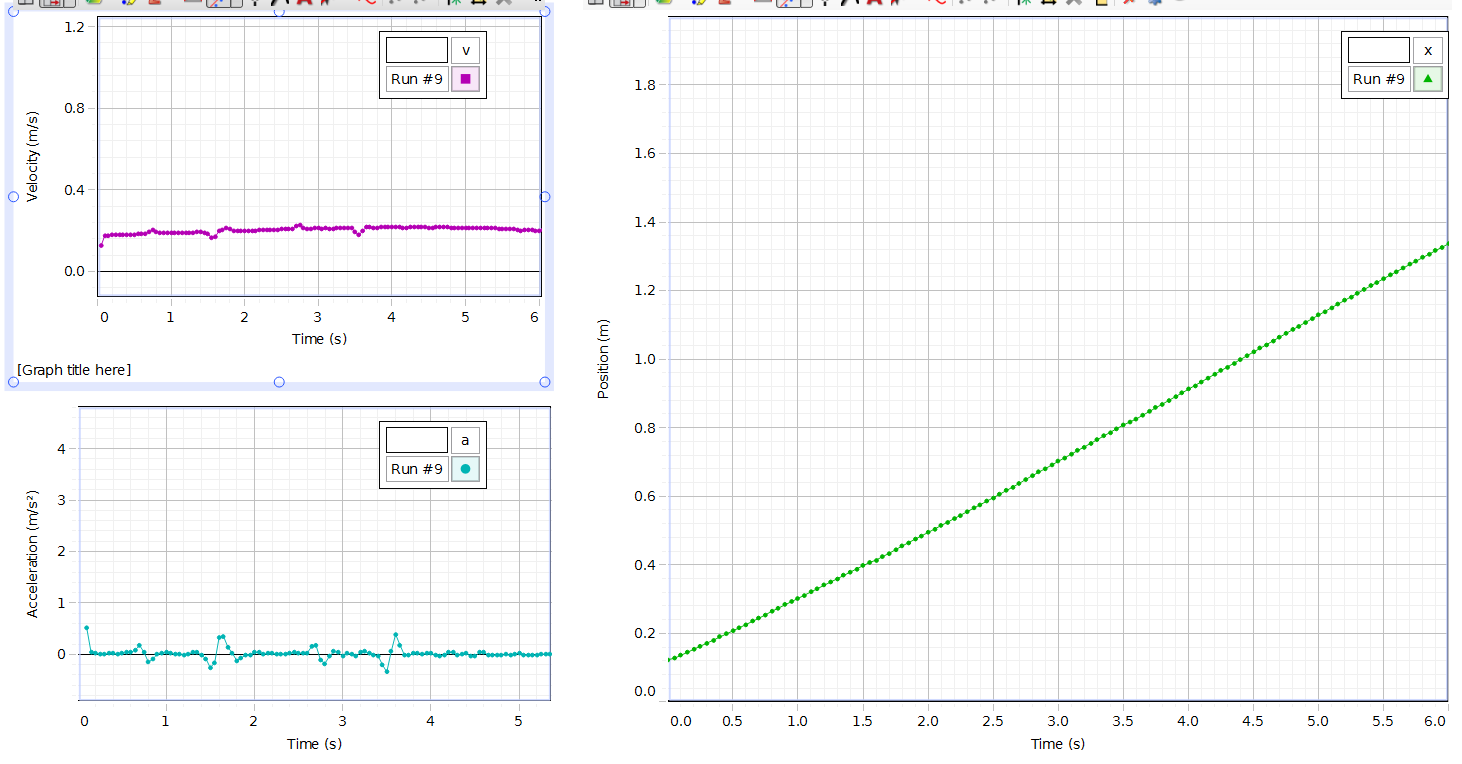 1.2
0.8
0.4
0.0
Velocity (m/s)
v
Run #9
0 1 2 3 4 5 6
Time (s)
[Graph title here]
4
3
2
1
0
Acceleration (m/s²)
a
Run #9
0 1 2 3 4 5
Time (s)
1.8
1.6
1.4
1.2
1.0
0.8
0.6
0.4
0.2
0.0
Position (m)
x
Run #9
0.0 0.5 1.0 1.5 2.0 2.5 3.0 3.5 4.0 4.5 5.0 5.5 6.0
Time (s)